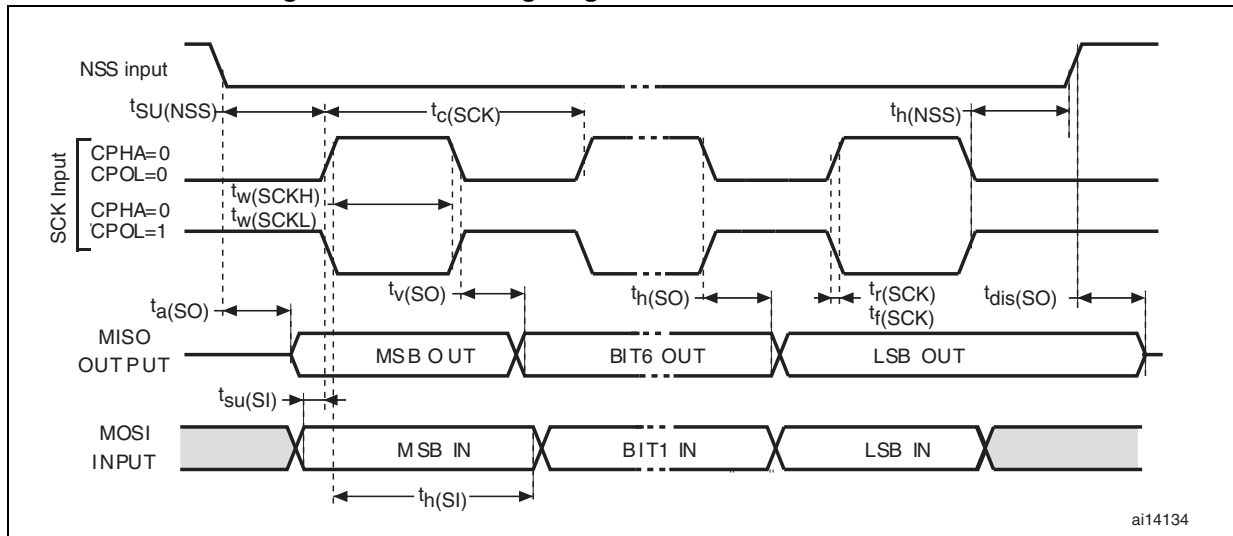 NSS input
tSU(NSS)
tc(SCK)
th(NSS)
SCK Input
CPHA=0
CPOL=0
tw(SCKH)
tw(SCKL)
CPHA=0
CPOL=1
ta(SO)
tv(SO)
th(SO)
tr(SCK)
tf(SCK)
tdis(SO)
MISO
OUTPUT
MSB OUT
BIT6 OUT
LSB OUT
tsu(SI)
MOSI
INPUT
MSB IN
BIT1 IN
LSB IN
th(SI)
ai14134